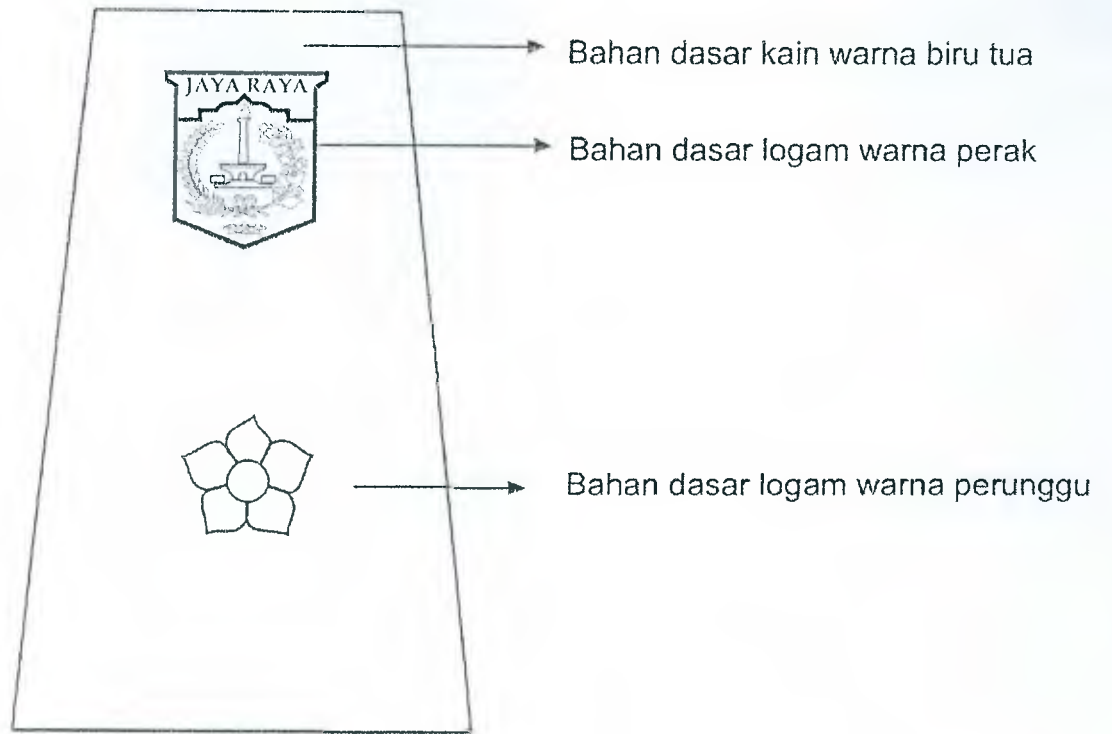 Bahan dasar kain warna biru tua
JAYA RAYA
Bahan dasar logam warna perak
Bahan dasar logam warna perunggu